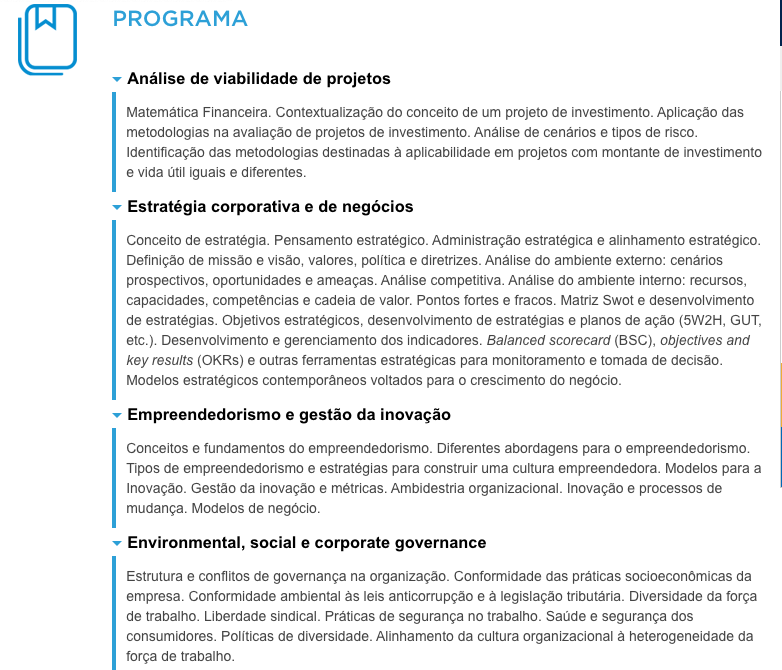 PROGRAMA
Análise de viabilidade de projetos
Matemática Financeira. Contextualização do conceito de um projeto de investimento. Aplicação das
metodologias na avaliação de projetos de investimento. Análise de cenários e tipos de risco.
Identificação das metodologias destinadas à aplicabilidade em projetos com montante de investimento
e vida útil iguais e diferentes.
Estratégia corporativa e de negócios
Conceito de estratégia. Pensamento estratégico. Administração estratégica e alinhamento estratégico.
Definição de missão e visão, valores, política e diretrizes. Análise do ambiente externo: cenários
prospectivos, oportunidades e ameaças. Análise competitiva. Análise do ambiente interno: recursos,
capacidades, competências e cadeia de valor. Pontos fortes e fracos. Matriz Swot e desenvolvimento
de estratégias. Objetivos estratégicos, desenvolvimento de estratégias e planos de ação (5W2H, GUT,
etc.). Desenvolvimento e gerenciamento dos indicadores. Balanced scorecard (BSC), objectives and
key results (OKRs) e outras ferramentas estratégicas para monitoramento e tomada de decisão.
Modelos estratégicos contemporâneos voltados para o crescimento do negócio.
Empreendedorismo e gestão da inovação
Conceitos e fundamentos do empreendedorismo. Diferentes abordagens para o empreendedorismo.
Tipos de empreendedorismo e estratégias para construir uma cultura empreendedora. Modelos para a
Inovação. Gestão da inovação e métricas. Ambidestria organizacional. Inovação e processos de
mudança. Modelos de negócio.
Environmental, social e corporate governance
Estrutura e conflitos de governança na organização. Conformidade das práticas socioeconômicas da
empresa. Conformidade ambiental às leis anticorrupção e à legislação tributária. Diversidade da força
de trabalho. Liberdade sindical. Práticas de segurança no trabalho. Saúde e segurança dos
consumidores. Políticas de diversidade. Alinhamento da cultura organizacional à heterogeneidade da
força de trabalho.